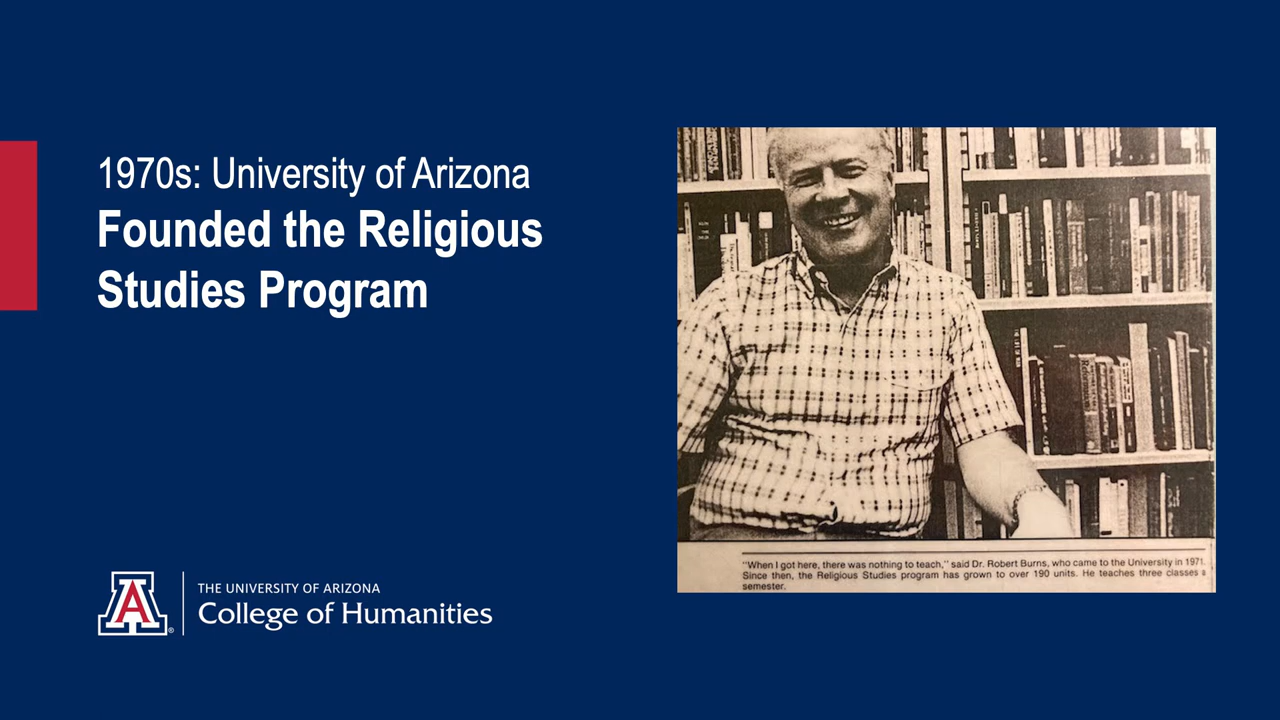 1970s: University of Arizona
Founded the Religious
Studies Program
"When I got here, there was nothing to teach," said Dr. Robert Burns, who came to the University in 1971.
Since then, the Religious Studies program has grown to over 190 units. He teaches three classes a
semester.
A
®
THE UNIVERSITY OF ARIZONA
College of Humanities